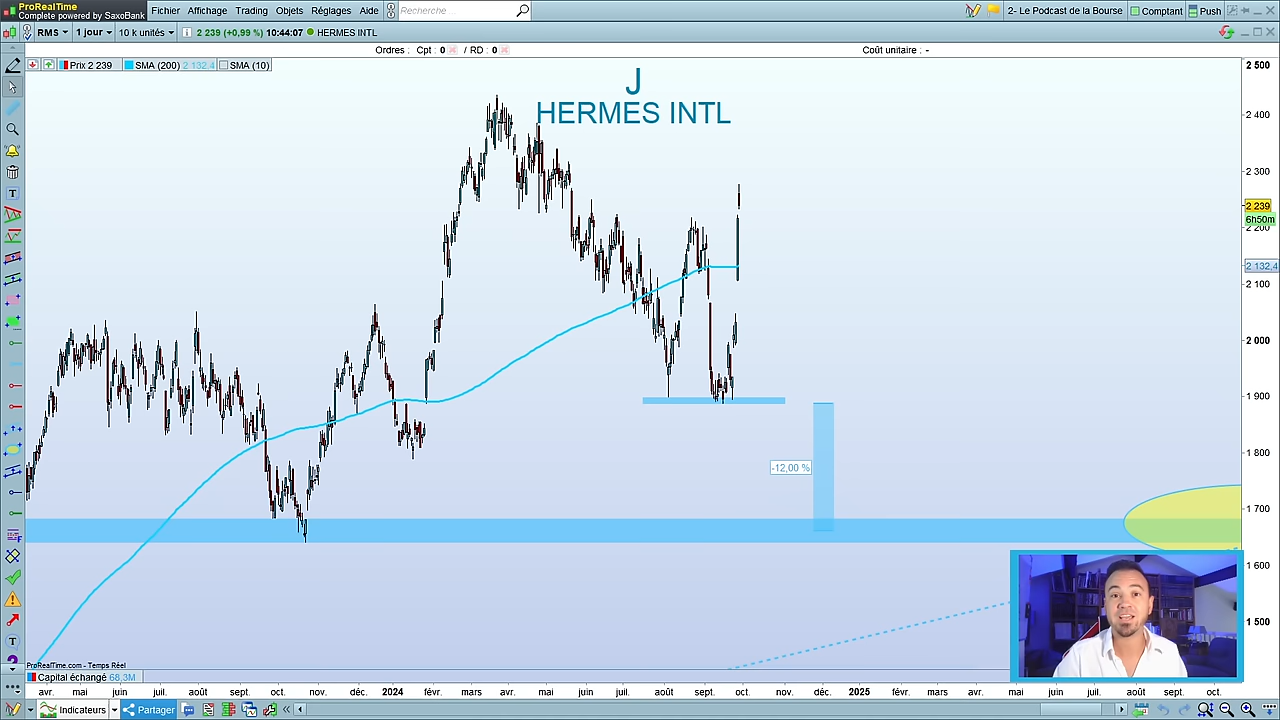 ProRealTime
Complete powered by SaxoBank
Fichier Affichage Trading Objets Réglages Aide Recherche 2- Le Podcast de la Bourse Comptant Push
RMS 1 jour 10 k unités i 2 239 (+0,99 %) 10:44:07 HERMES INTL
Ordres : Cpt : 0 / RD : 0 Coût unitaire : -
Prix 2 239 SMA (200) 2 132,4 SMA (10)
J
HERMES INTL
2 500
2 400
2 300
2 239
6h50m
2 200
2 132,4
2 100
2 000
1 900
1 800
-12,00 %
1 700
1 600
1 500
ProRealTime.com - Temps Réel
Capital échangé 68,3M
avr. mai juin juil. août sept. oct. nov. déc. 2024 févr. mars avr. mai juin juil. août sept. oct. nov. déc. 2025 févr. mars avr. mai juin juil. août sept. oct.
Indicateurs Partager